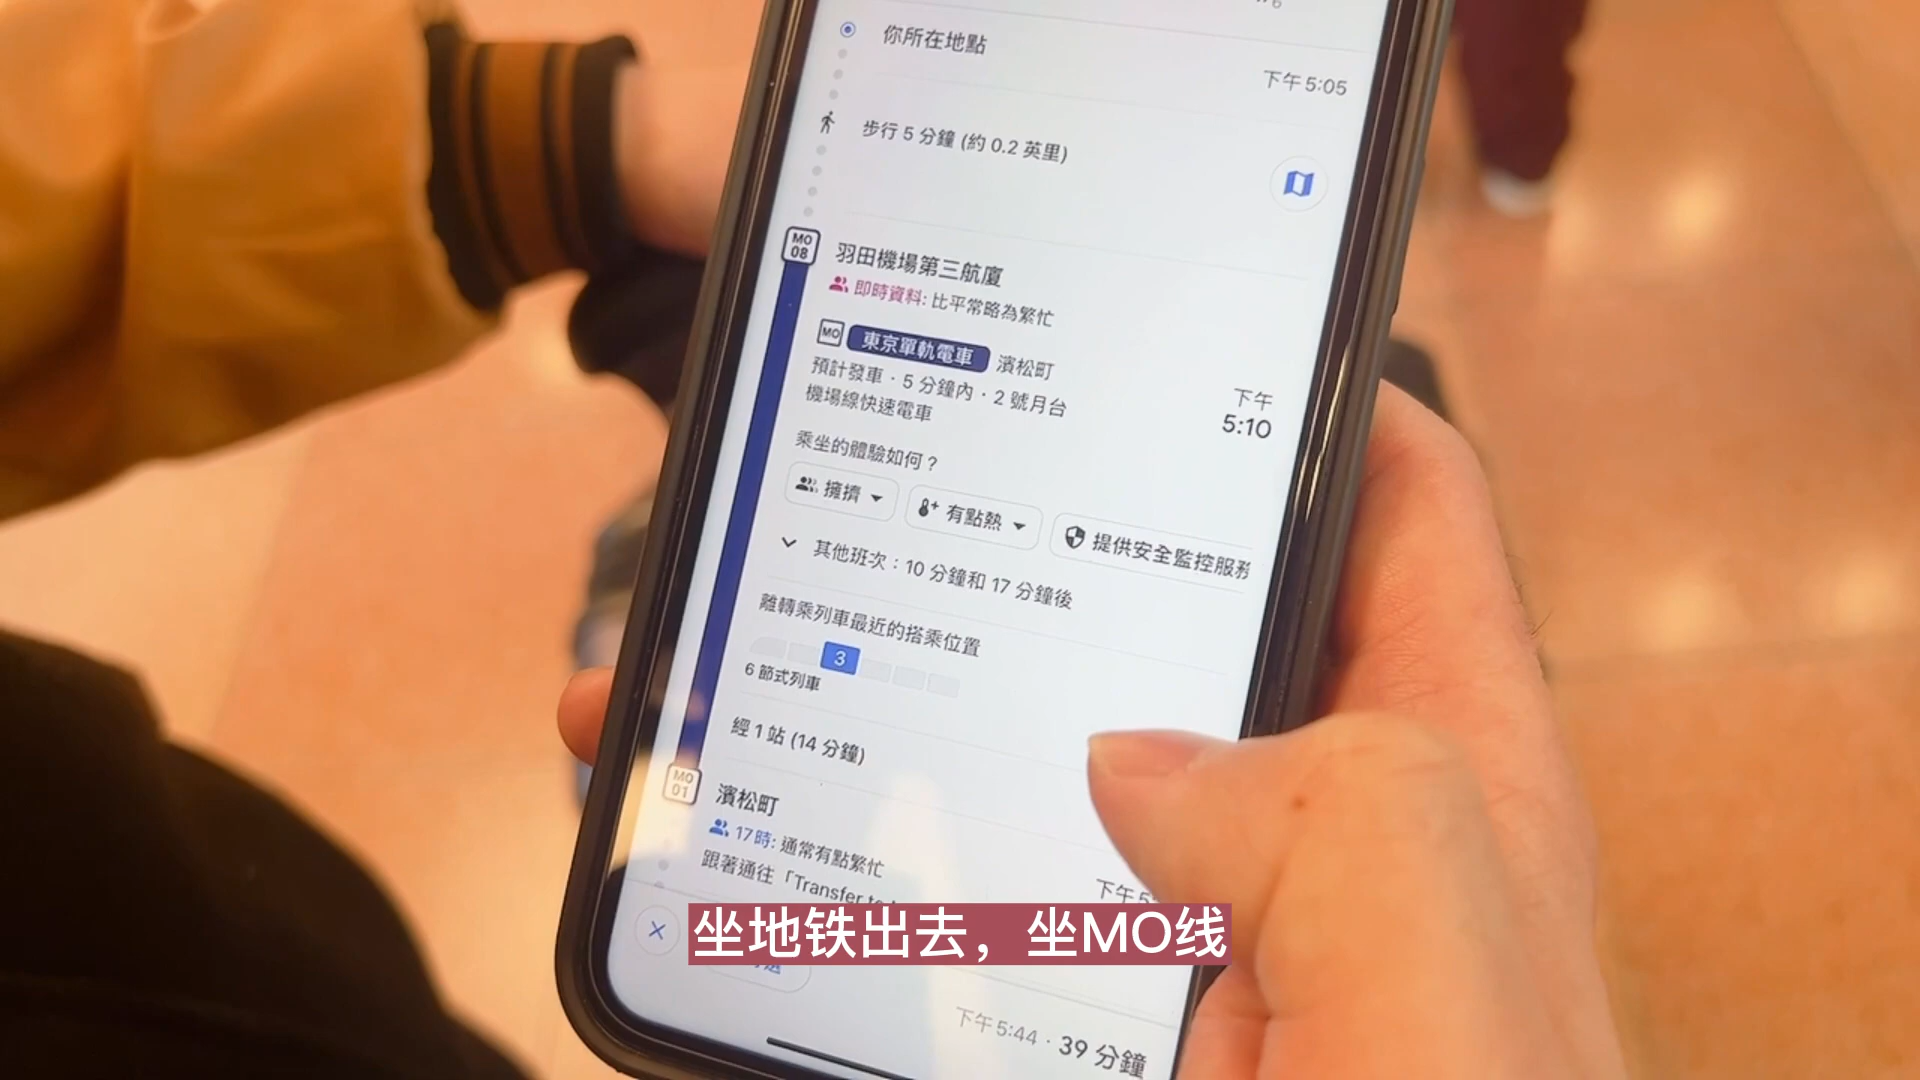 你所在地點
下午 5:05
步行 5 分鐘 (約 0.2 英里)
MO
08
羽田機場第三航廈
即時資料: 比平常略為繁忙
MO 東京單軌電車 濱松町
預計發車 · 5 分鐘內 · 2 號月台
機場線快速電車
下午
5:10
乘坐的體驗如何？
擁擠
有點熱
提供安全監控服務
其他班次：10 分鐘和 17 分鐘後
離轉乘列車最近的搭乘位置
3
6 節式列車
經 1 站 (14 分鐘)
MO
01
濱松町
17 時: 通常有點繁忙
下午 5
跟著通往「Transfer to
坐地铁出去，坐MO线
下午 5:44 · 39 分鐘